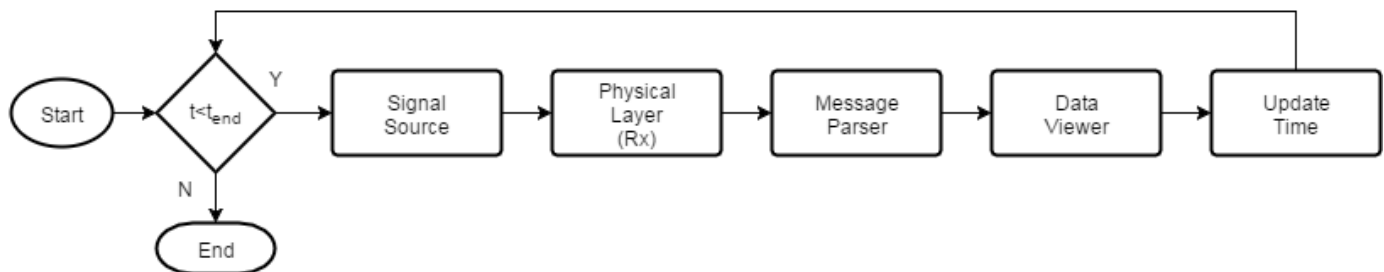 Start
t<t_end
Y
N
End
Signal
Source
Physical
Layer
(Rx)
Message
Parser
Data
Viewer
Update
Time